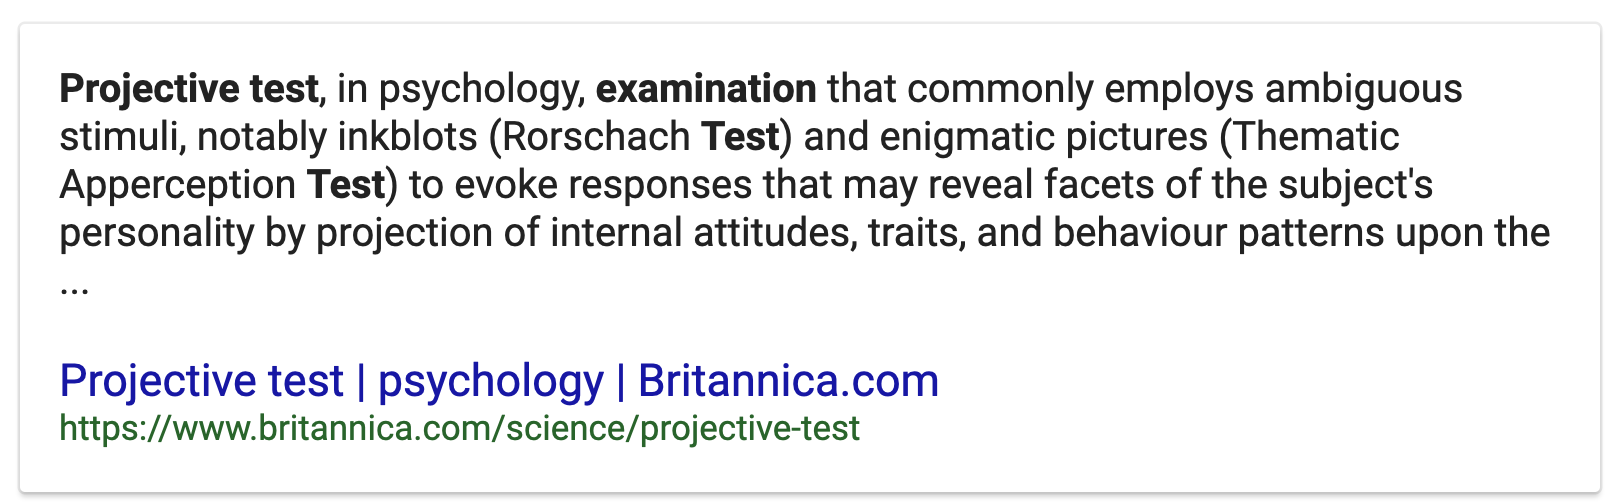 Projective test, in psychology, examination that commonly employs ambiguous
stimuli, notably inkblots (Rorschach Test) and enigmatic pictures (Thematic
Apperception Test) to evoke responses that may reveal facets of the subject's
personality by projection of internal attitudes, traits, and behaviour patterns upon the
...
Projective test | psychology | Britannica.com
https://www.britannica.com/science/projective-test